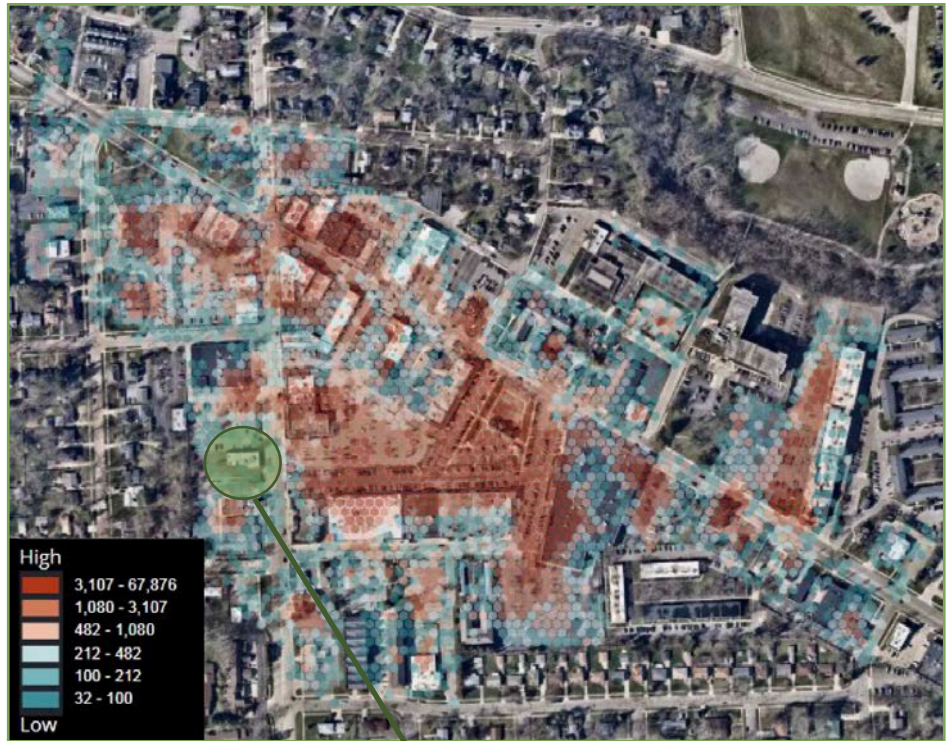 High
3,107 - 67,876
1,080 - 3,107
482 - 1,080
212 - 482
100 - 212
32 - 100
Low